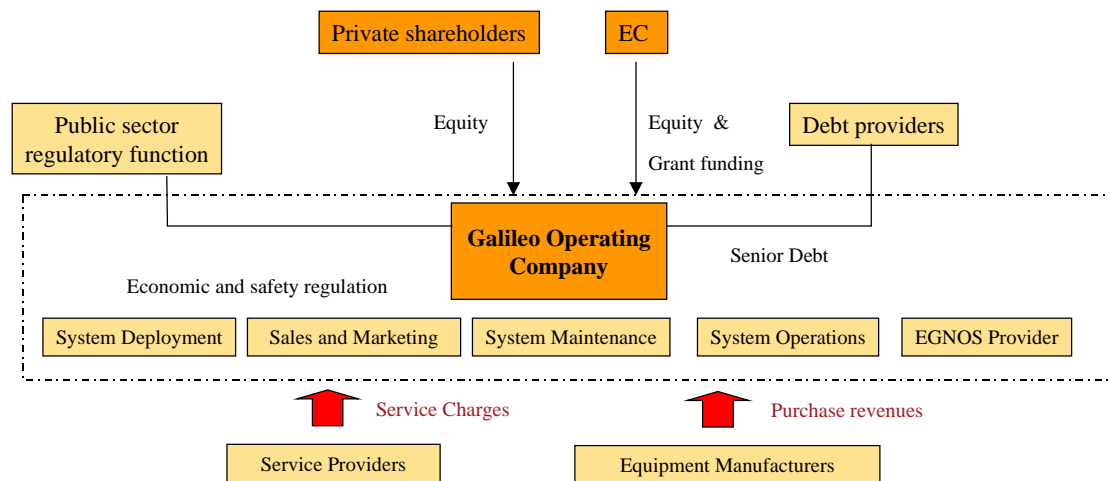 Private shareholders
EC
Public sector
regulatory function
Equity
Equity &
Grant funding
Debt providers
Galileo Operating
Company
Senior Debt
Economic and safety regulation
System Deployment
Sales and Marketing
System Maintenance
System Operations
EGNOS Provider
Service Charges
Purchase revenues
Service Providers
Equipment Manufacturers